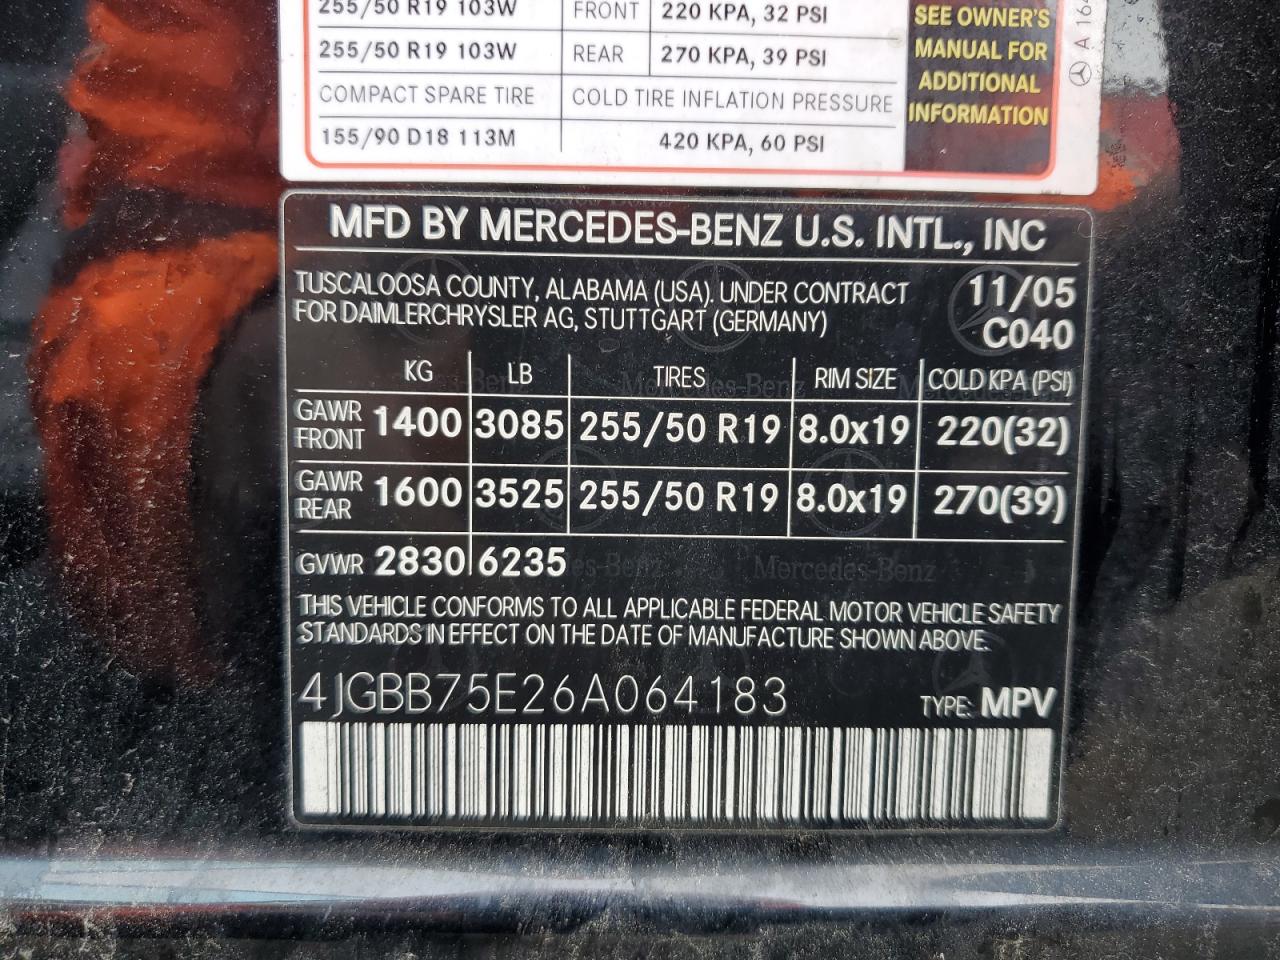 255/50 R19 103W FRONT 220 KPA, 32 PSI
255/50 R19 103W REAR 270 KPA, 39 PSI
COMPACT SPARE TIRE COLD TIRE INFLATION PRESSURE
155/90 D18 113M 420 KPA, 60 PSI
SEE OWNER'S
MANUAL FOR
ADDITIONAL
INFORMATION
A 164
MFD BY MERCEDES-BENZ U.S. INTL., INC
TUSCALOOSA COUNTY, ALABAMA (USA). UNDER CONTRACT 11/05
FOR DAIMLERCHRYSLER AG, STUTTGART (GERMANY) C040
KG LB TIRES RIM SIZE COLD KPA (PSI)
GAWR FRONT 1400 3085 255/50 R19 8.0x19 220(32)
GAWR REAR 1600 3525 255/50 R19 8.0x19 270(39)
GVWR 2830 6235
Mercedes-Benz
THIS VEHICLE CONFORMS TO ALL APPLICABLE FEDERAL MOTOR VEHICLE SAFETY
STANDARDS IN EFFECT ON THE DATE OF MANUFACTURE SHOWN ABOVE.
4JGBB75E26A064183 TYPE: MPV